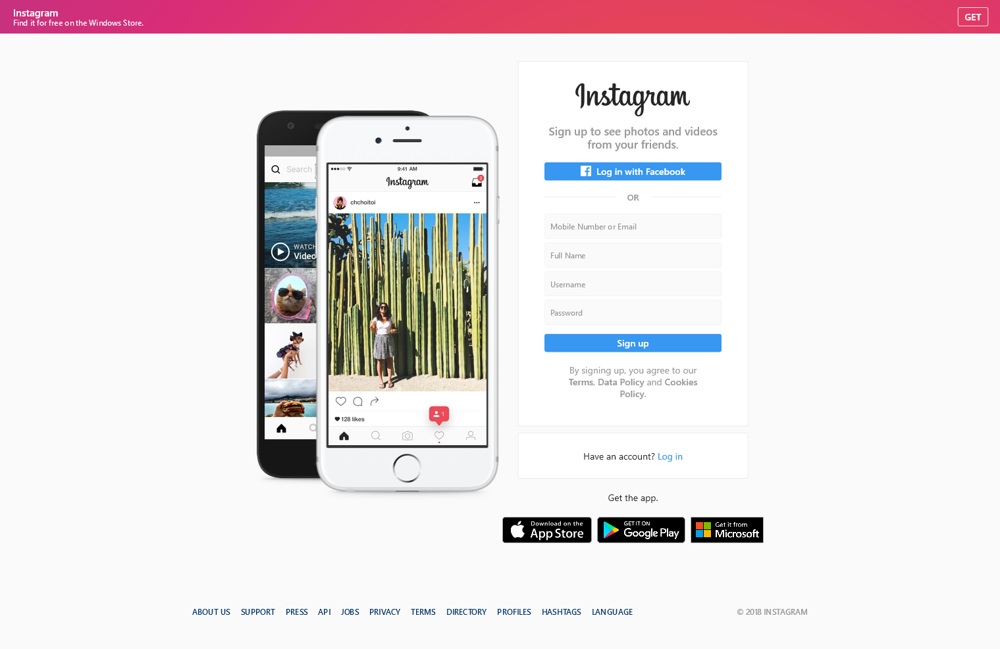 Instagram
Find it for free on the Windows Store.
GET
Search
WATCH
Video
9:41 AM
Instagram
2
chchoitoi
1
128 likes
Instagram
Sign up to see photos and videos
from your friends.
Log in with Facebook
OR
Mobile Number or Email
Full Name
Username
Password
Sign up
By signing up, you agree to our
Terms, Data Policy and Cookies
Policy.
Have an account? Log in
Get the app.
Download on the
App Store
GET IT ON
Google Play
Get it from
Microsoft
ABOUT US SUPPORT PRESS API JOBS PRIVACY TERMS DIRECTORY PROFILES HASHTAGS LANGUAGE
© 2018 INSTAGRAM